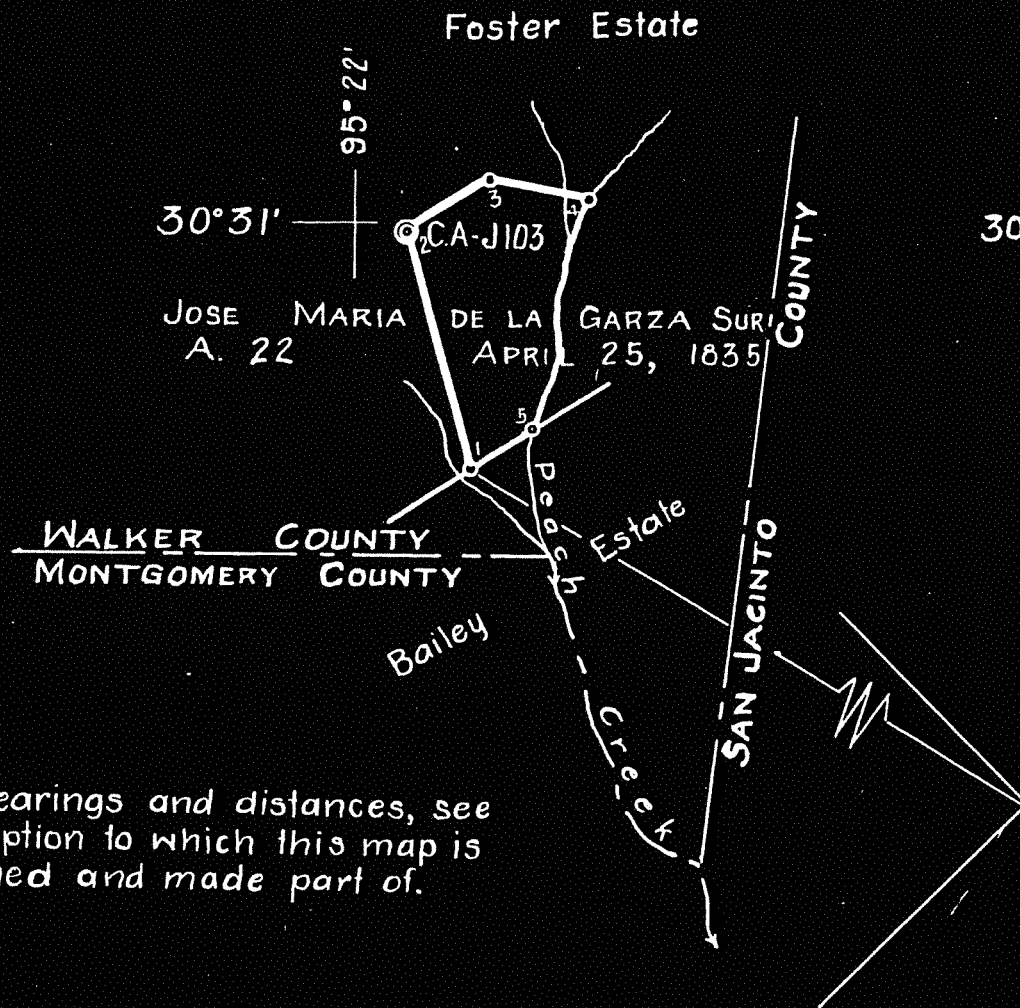 Foster Estate
95° 22'
30°31'
30
3
4
2 C.A-J103
JOSE MARIA DE LA GARZA SUR.
A. 22 APRIL 25, 1835
COUNTY
5
1
Peach
Estate
WALKER COUNTY
MONTGOMERY COUNTY
Bailey
SAN JACINTO
Creek
earings and distances, see
ption to which this map is
ed and made part of.